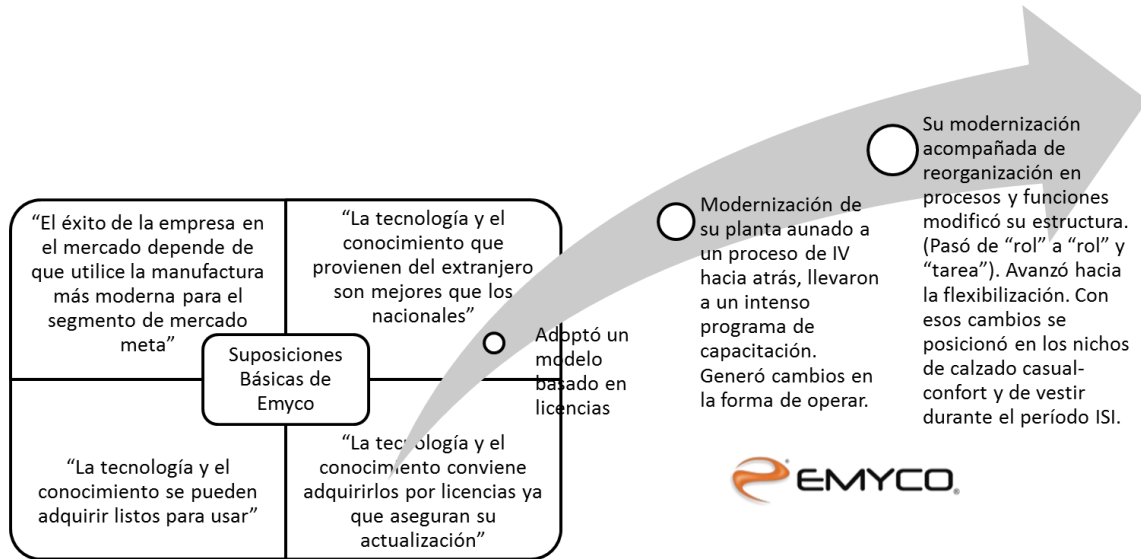 “El éxito de la empresa en
el mercado depende de
que utilice la manufactura
más moderna para el
segmento de mercado
meta”
“La tecnología y el
conocimiento que
provienen del extranjero
son mejores que los
nacionales”
Suposiciones
Básicas de
Emyco
“La tecnología y el
conocimiento se pueden
adquirir listos para usar”
“La tecnología y el
conocimiento conviene
adquirirlos por licencias ya
que aseguran su
actualización”
Adoptó un
modelo
basado en
licencias
Modernización de
su planta aunado a
un proceso de IV
hacia atrás, llevaron
a un intenso
programa de
capacitación.
Generó cambios en
la forma de operar.
Su modernización
acompañada de
reorganización en
procesos y funciones
modificó su estructura.
(Pasó de “rol” a “rol” y
“tarea”). Avanzó hacia
la flexibilización. Con
esos cambios se
posicionó en los nichos
de calzado casual-
confort y de vestir
durante el período ISI.
EMYCO®